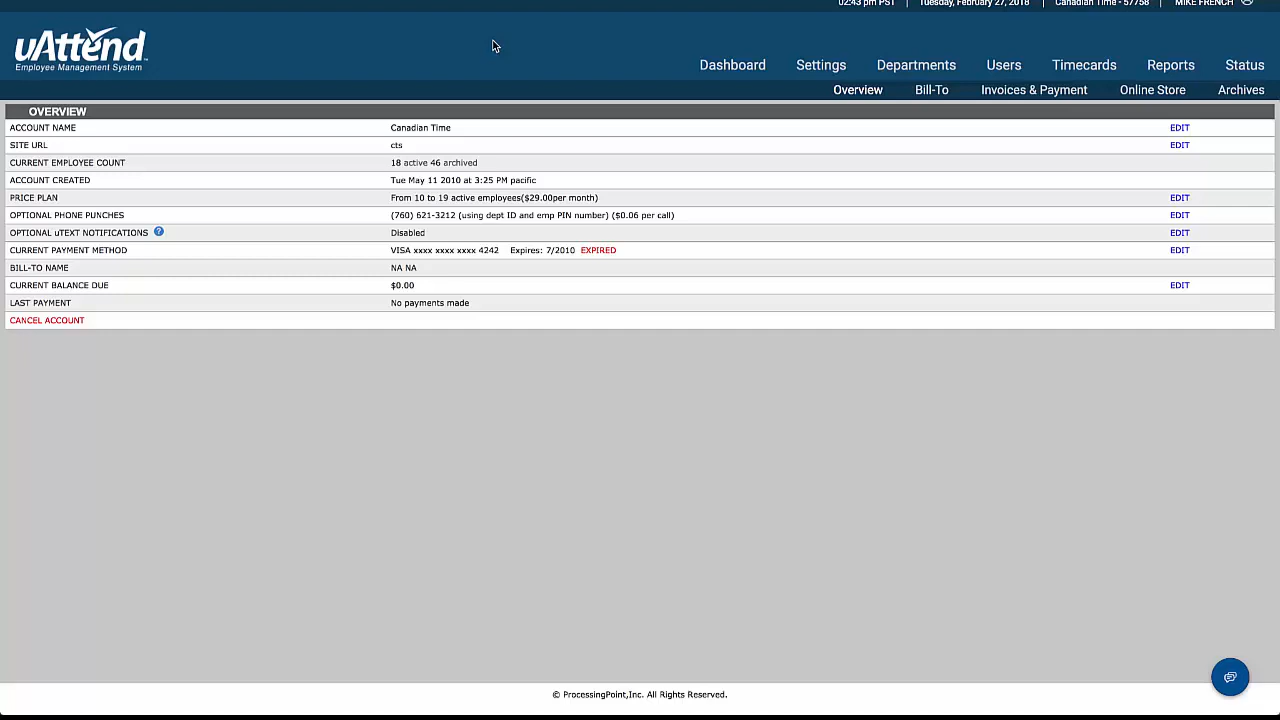 02:43 pm PST | Tuesday, February 27, 2018 | Canadian Time - 57758 | MIKE FRENCH
uAttend
Employee Management System
Dashboard Settings Departments Users Timecards Reports Status
Overview Bill-To Invoices & Payment Online Store Archives
OVERVIEW
ACCOUNT NAME Canadian Time EDIT
SITE URL cts EDIT
CURRENT EMPLOYEE COUNT 18 active 46 archived
ACCOUNT CREATED Tue May 11 2010 at 3:25 PM pacific
PRICE PLAN From 10 to 19 active employees($29.00per month) EDIT
OPTIONAL PHONE PUNCHES (760) 621-3212 (using dept ID and emp PIN number) ($0.06 per call) EDIT
OPTIONAL uTEXT NOTIFICATIONS ? Disabled EDIT
CURRENT PAYMENT METHOD VISA xxxx xxxx xxxx 4242 Expires: 7/2010 EXPIRED EDIT
BILL-TO NAME NA NA
CURRENT BALANCE DUE $0.00 EDIT
LAST PAYMENT No payments made
CANCEL ACCOUNT
© ProcessingPoint,Inc. All Rights Reserved.